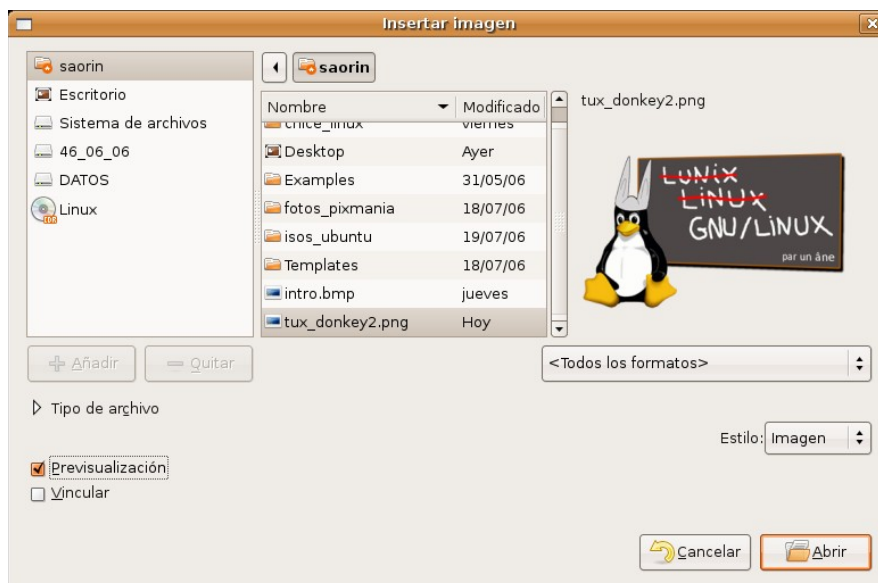 Insertar imagen
saorin
Escritorio
Sistema de archivos
46_06_06
DATOS
Linux
saorin
Nombre Modificado
chice_linux viernes
Desktop Ayer
Examples 31/05/06
fotos_pixmania 18/07/06
isos_ubuntu 19/07/06
Templates 18/07/06
intro.bmp jueves
tux_donkey2.png Hoy
tux_donkey2.png
LUNiX
LiNUX
GNU/LiNUX
par un âne
Añadir Quitar
<Todos los formatos>
Tipo de archivo
Estilo: Imagen
Previsualización
Vincular
Cancelar Abrir